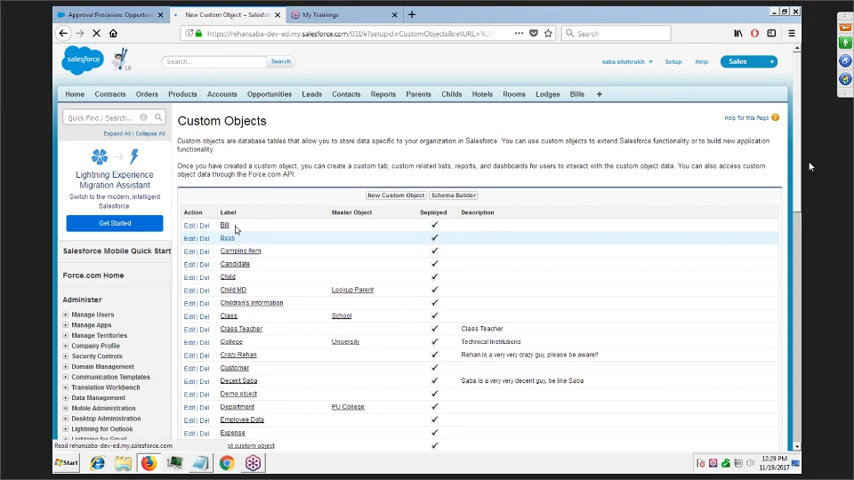 Approval Processes: Opportun
New Custom Object – Salesfo
My Trainings
https://rehansaba-dev-ed.my.salesforce.com/01I/e?setupid=CustomObjects&retURL=%2
Search
salesforce
18
Search...
Search
saba shahrukh
Setup
Help
Sales
Home
Contracts
Orders
Products
Accounts
Opportunities
Leads
Contacts
Reports
Parents
Childs
Hotels
Rooms
Lodges
Bills
+
Quick Find / Search...
Expand All | Collapse All
Lightning Experience
Migration Assistant
Switch to the modern, intelligent
Salesforce.
Get Started
Salesforce Mobile Quick Start
Force.com Home
Administer
Manage Users
Manage Apps
Manage Territories
Company Profile
Security Controls
Domain Management
Communication Templates
Translation Workbench
Data Management
Mobile Administration
Desktop Administration
Lightning for Outlook
Lightning for Gmail
Read rehansaba-dev-ed.my.salesforce.com
Custom Objects
Help for this Page
Custom objects are database tables that allow you to store data specific to your organization in Salesforce. You can use custom objects to extend Salesforce functionality or to build new application
functionality.
Once you have created a custom object, you can create a custom tab, custom related lists, reports, and dashboards for users to interact with the custom object data. You can also access custom
object data through the Force.com API.
New Custom Object
Schema Builder
Action Label Master Object Deployed Description
Edit | Del Bill
Edit | Del Book
Edit | Del Camping Item
Edit | Del Candidate
Edit | Del Child
Edit | Del Child MD Lookup Parent
Edit | Del Children's Information
Edit | Del Class School
Edit | Del Class Teacher Class Teacher
Edit | Del College University Technical Institutions
Edit | Del Crazy Rehan Rehan is a very very crazy guy, please be aware!!
Edit | Del Customer
Edit | Del Decent Saba Saba is a very very decent guy, be like Saba
Edit | Del Demo object
Edit | Del Department PU College
Edit | Del Employee Data
Edit | Del Expense
st custom object
Start
12:29 PM
11/19/2017